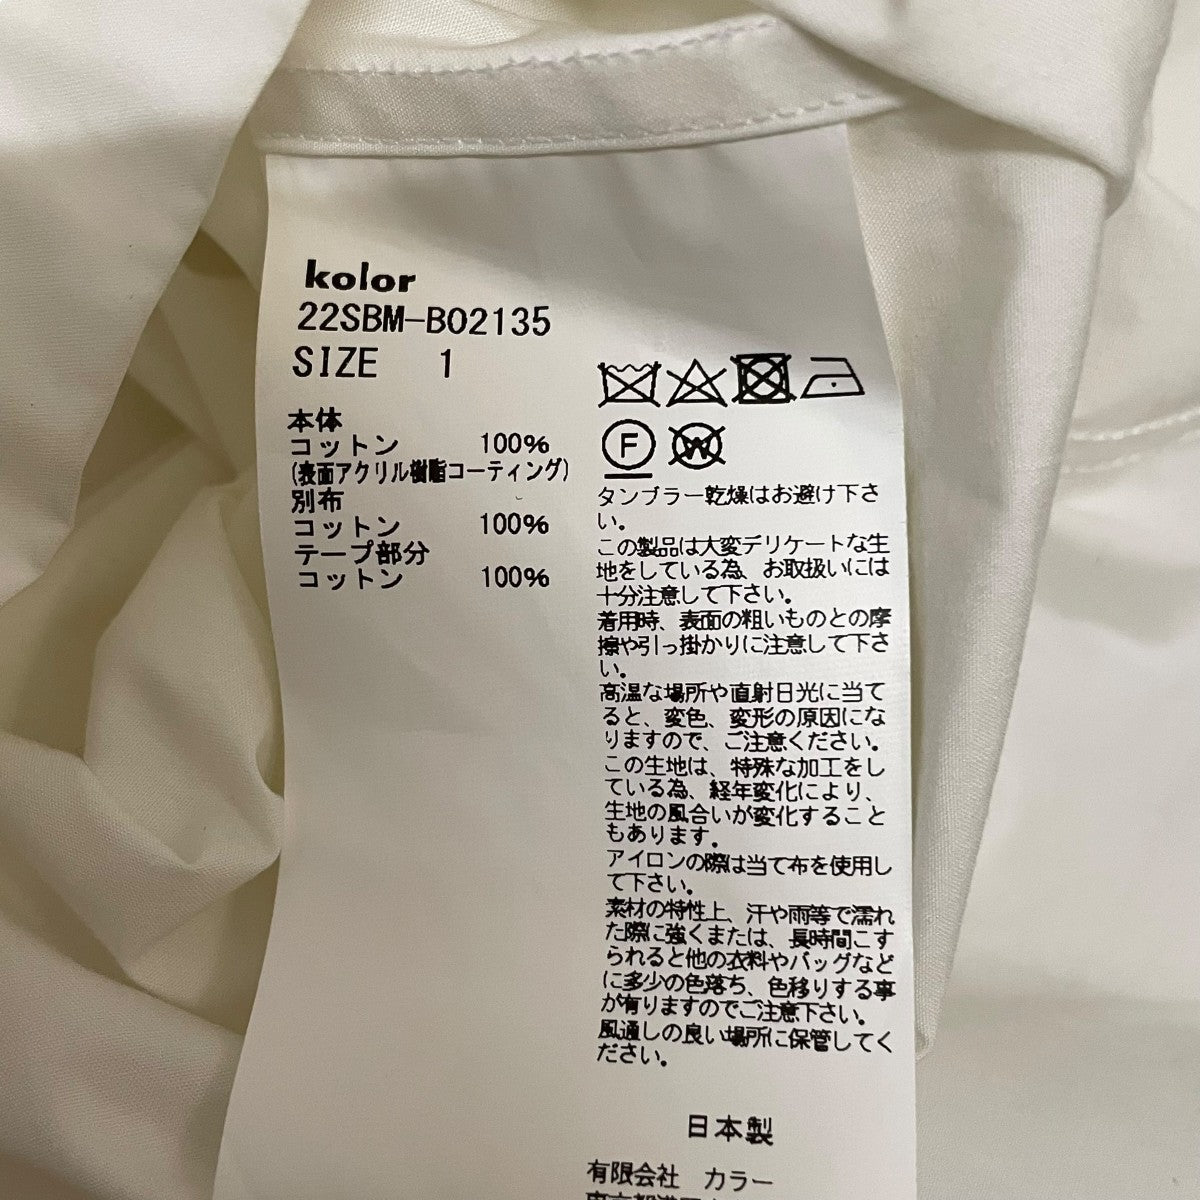 kolor
22SBM-B02135
SIZE 1
本体
コットン 100%
(表面アクリル樹脂コーティング)
別布
コットン 100%
テープ部分
コットン 100%
F
W
タンブラー乾燥はお避け下さ
い。
この製品は大変デリケートな生
地をしている為、お取扱いには
十分注意して下さい。
着用時、表面の粗いものとの摩
擦や引っ掛かりに注意して下さ
い。
高温な場所や直射日光に当て
ると、変色、変形の原因にな
りますので、ご注意ください。
この生地は、特殊な加工をし
ている為、経年変化により、
生地の風合いが変化すること
もあります。
アイロンの際は当て布を使用し
て下さい。
素材の特性上、汗や雨等で濡れ
た際に強くまたは、長時間こす
られると他の衣料やバッグなど
に多少の色落ち、色移りする事
が有りますのでご注意下さい。
風通しの良い場所に保管してく
ださい。
日本製
有限会社 カラー